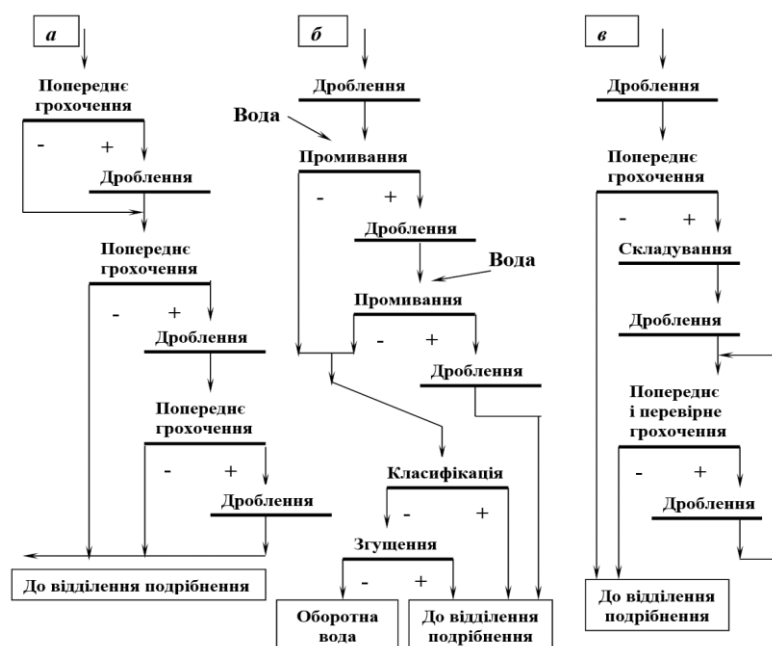 а
Попереднє
грохочення
-
+
Дроблення
Попереднє
грохочення
-
+
Дроблення
Попереднє
грохочення
-
+
Дроблення
До відділення подрібнення
б
Дроблення
Вода
Промивання
-
+
Дроблення
Вода
Промивання
-
+
Дроблення
Класифікація
-
+
Згущення
-
+
Оборотна
вода
До відділення
подрібнення
в
Дроблення
Попереднє
грохочення
-
+
Складування
Дроблення
Попереднє
і перевірне
грохочення
-
+
Дроблення
До відділення
подрібнення